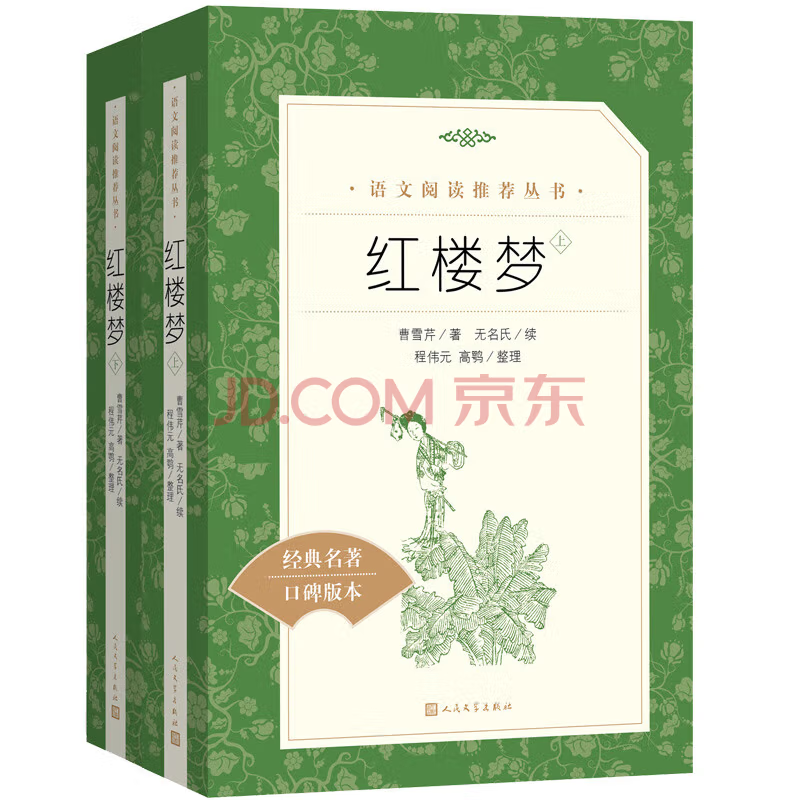 语文阅读推荐丛书
红楼梦 下
曹雪芹/著 无名氏/续
程伟元 高鹗/整理
人民文学出版社
语文阅读推荐丛书
红楼梦 上
曹雪芹/著 无名氏/续
程伟元 高鹗/整理
人民文学出版社
·语文阅读推荐丛书·
红楼梦 上
曹雪芹/著 无名氏/续
程伟元 高鹗/整理
JD.COM 京东
经典名著
口碑版本
人民文学出版社